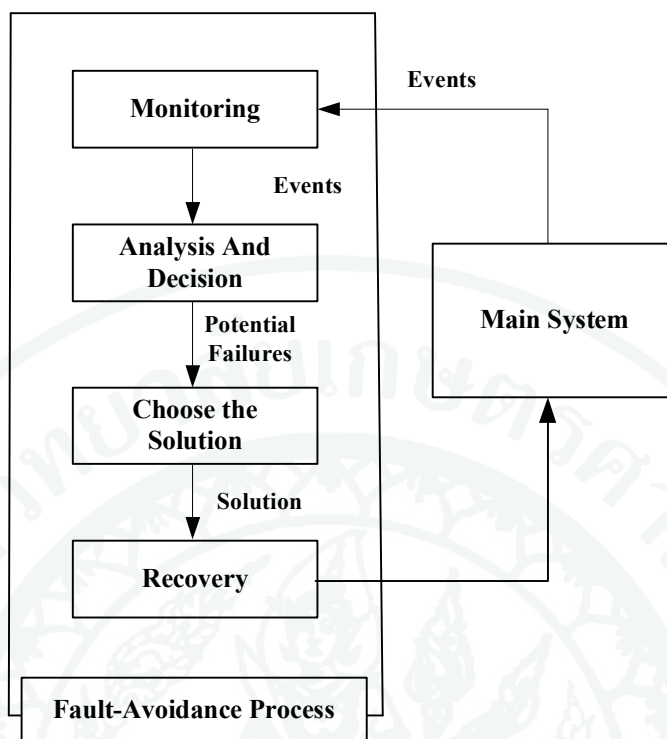 Events
Monitoring
Events
Analysis And
Decision
Main System
Potential
Failures
Choose the
Solution
Solution
Recovery
Fault-Avoidance Process